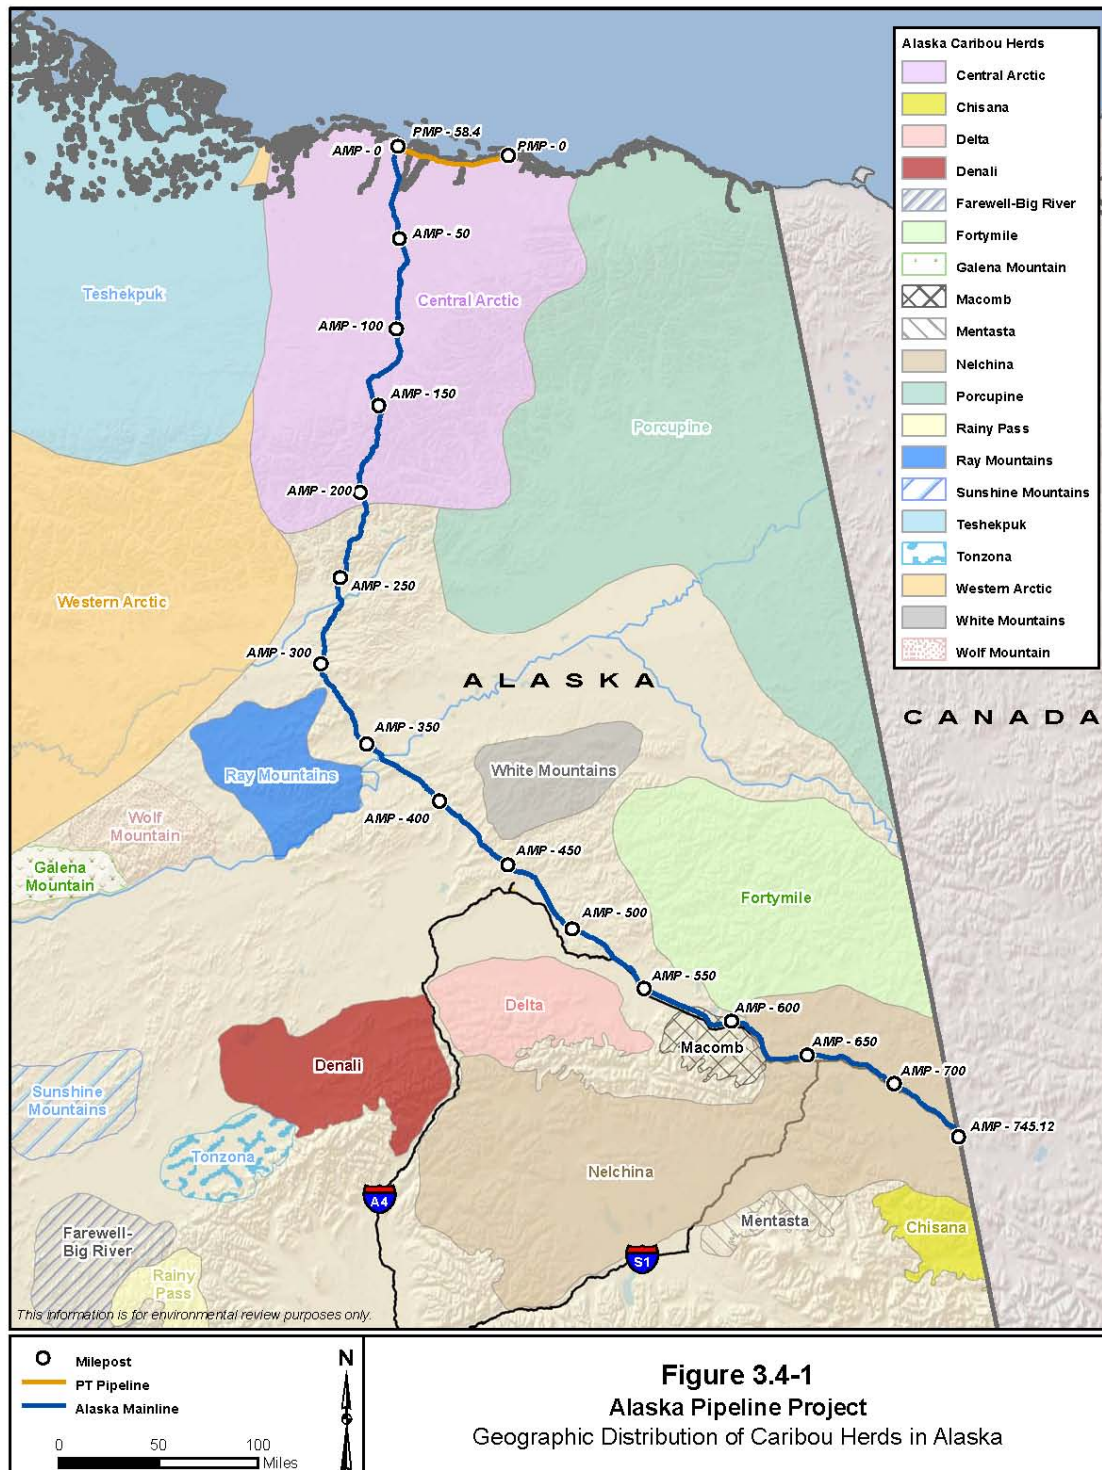 Alaska Caribou Herds
Central Arctic
Chisana
Delta
Denali
Farewell-Big River
Fortymile
Galena Mountain
Macomb
Mentasta
Nelchina
Porcupine
Rainy Pass
Ray Mountains
Sunshine Mountains
Teshekpuk
Tonzona
Western Arctic
White Mountains
Wolf Mountain
PMP - 58.4
AMP - 0
PMP - 0
AMP - 50
Teshekpuk
Central Arctic
AMP - 100
AMP - 150
Porcupine
AMP - 200
AMP - 250
Western Arctic
AMP - 300
ALASKA
CANADA
AMP - 350
Ray Mountains
White Mountains
AMP - 400
Wolf
Mountain
AMP - 450
Galena
Mountain
Fortymile
AMP - 500
AMP - 550
Delta
AMP - 600
Macomb
AMP - 650
Denali
AMP - 700
Sunshine
Mountains
AMP - 745.12
Tonzona
Nelchina
A4
Mentasta
Chisana
Farewell-
Big River
S1
Rainy
Pass
This information is for environmental review purposes only.
Milepost
PT Pipeline
Alaska Mainline
N
0 50 100
Miles
Figure 3.4-1
Alaska Pipeline Project
Geographic Distribution of Caribou Herds in Alaska